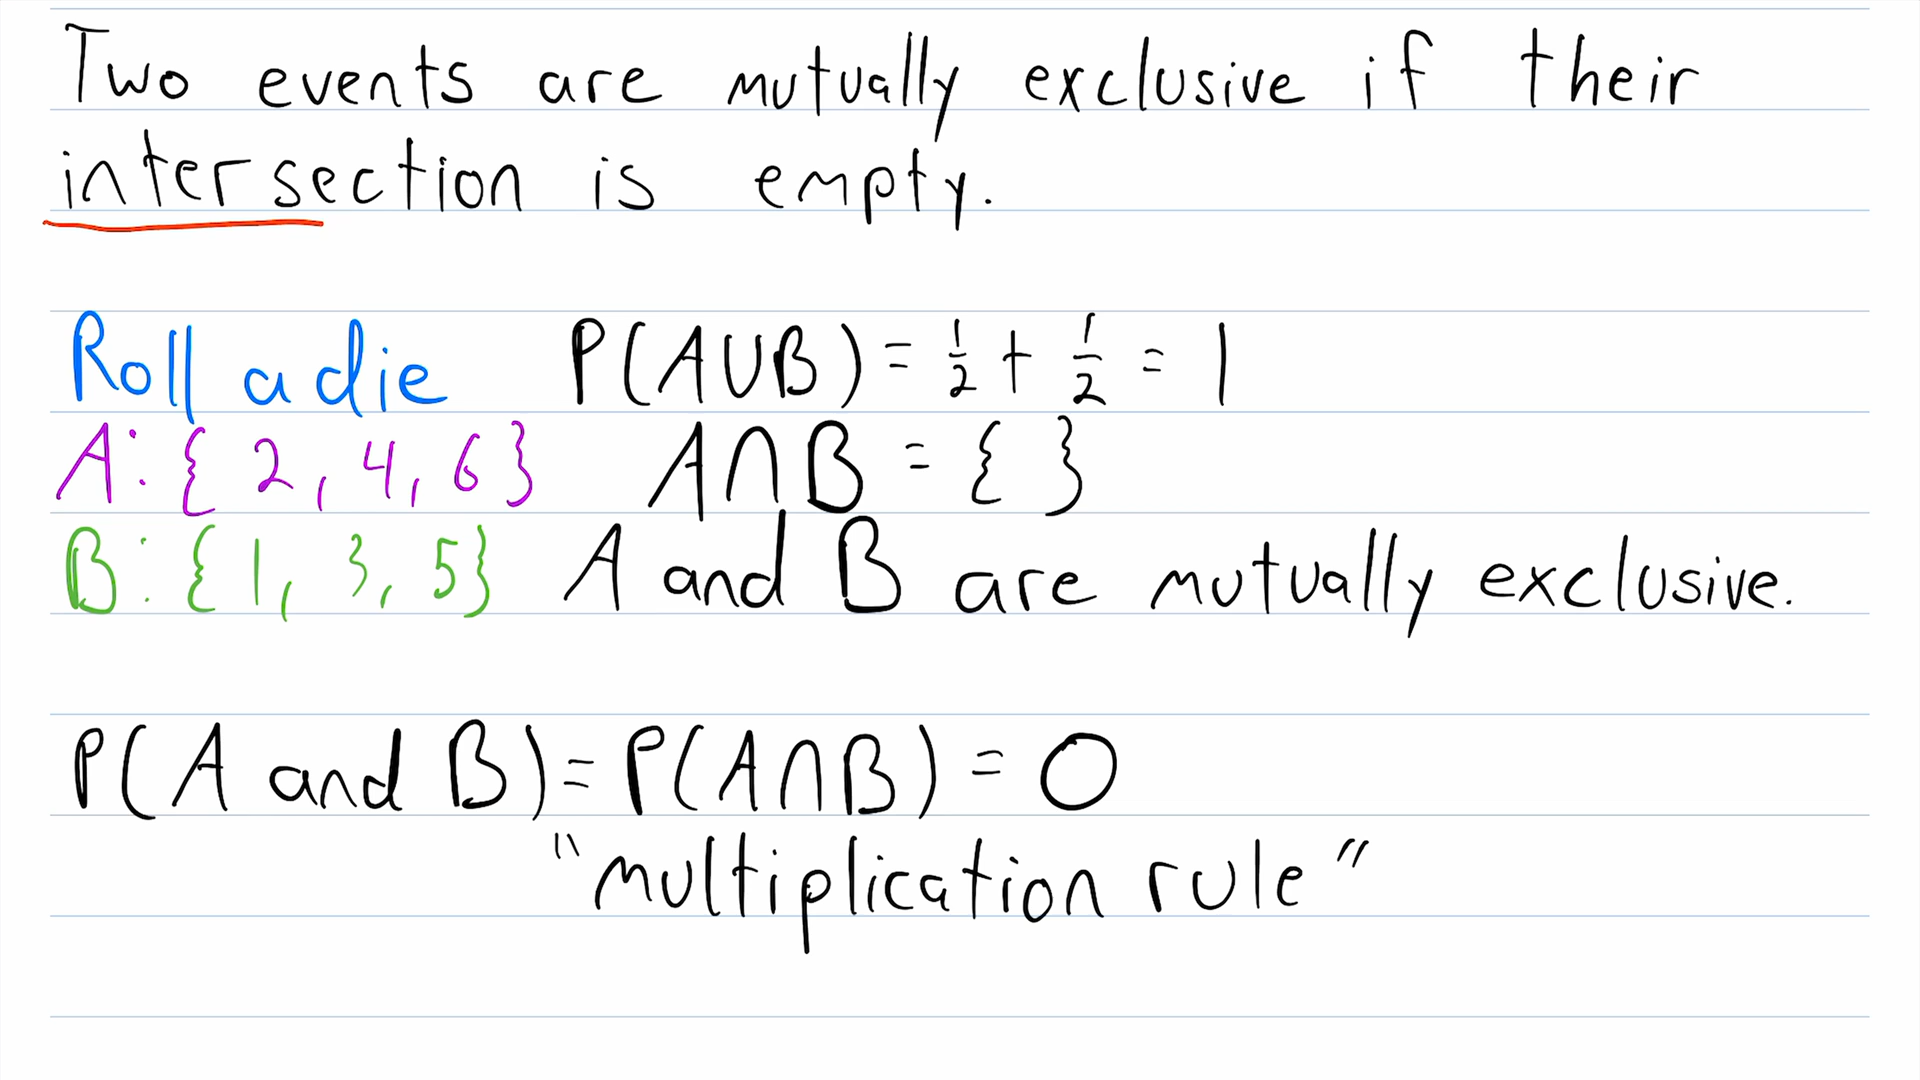 Two events are mutually exclusive if their
intersection is empty.
Roll a die P(A∪B) = 1/2 + 1/2 = 1
A: { 2, 4, 6} A∩B = { }
B: {1, 3, 5} A and B are mutually exclusive.
P(A and B) = P(A∩B) = 0
"multiplication rule"